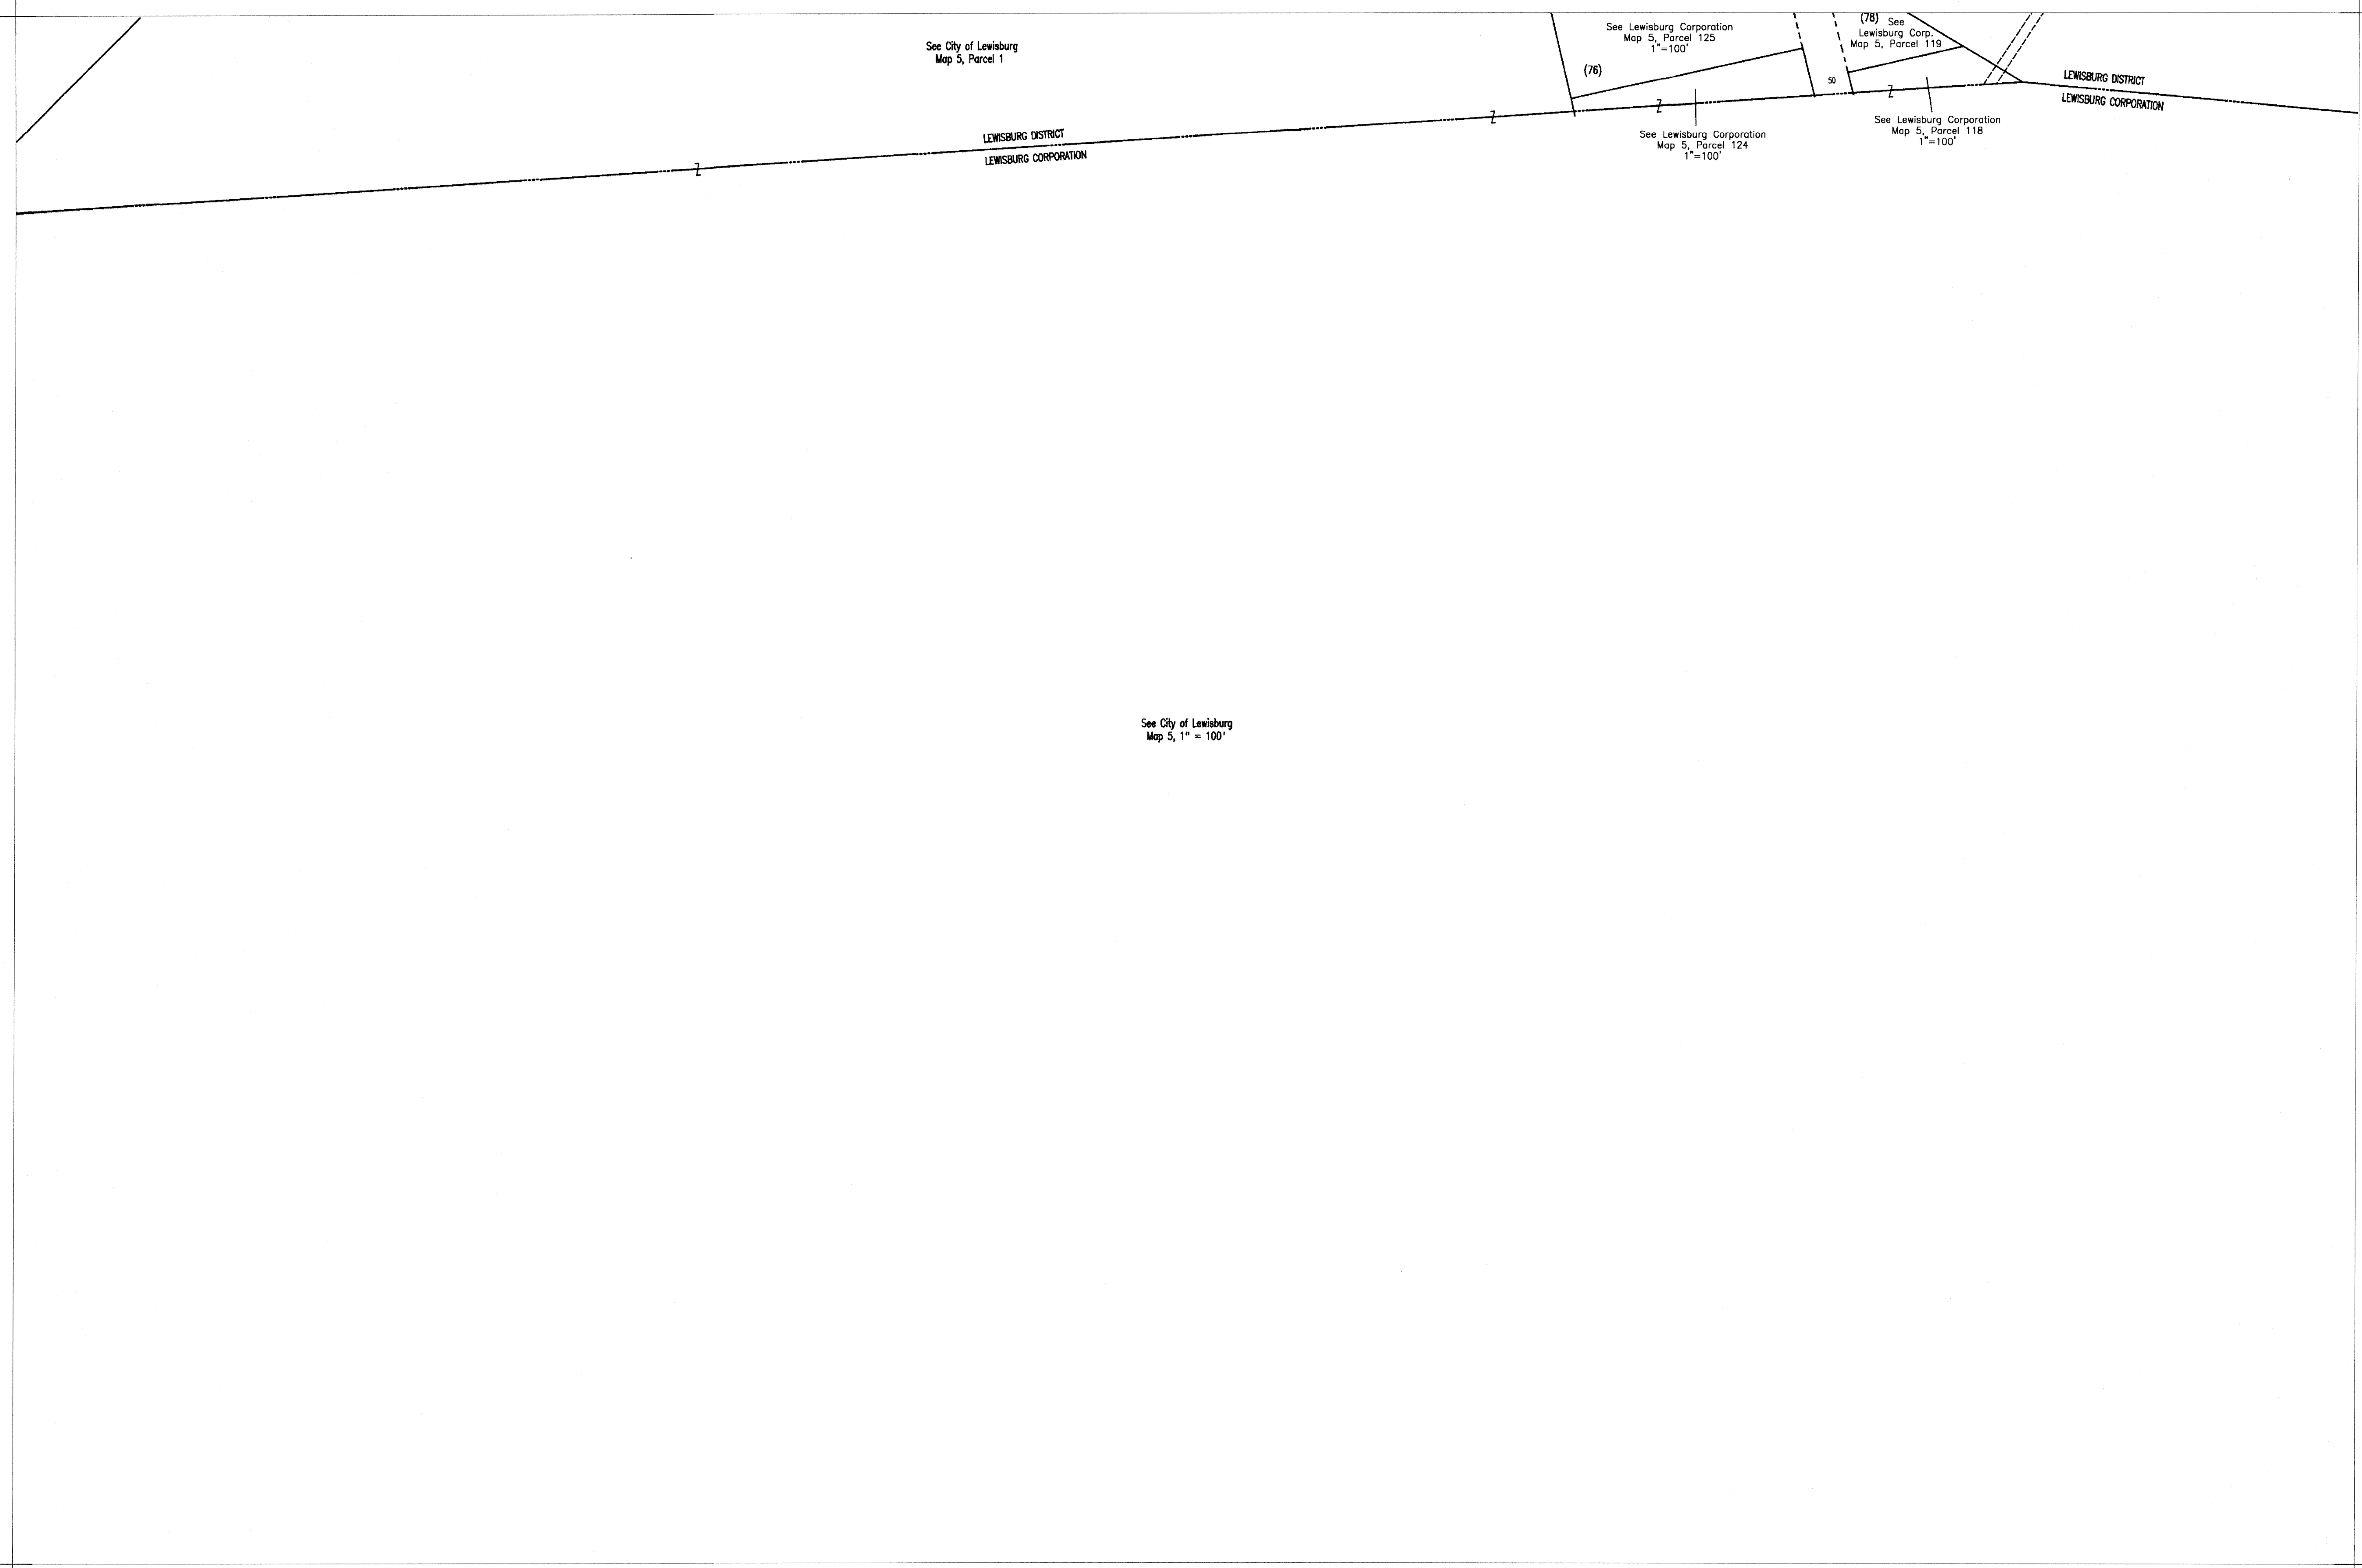 See City of Lewisburg
Map 5, Parcel 1
See Lewisburg Corporation
Map 5, Parcel 125
1"=100'
(76)
50
(78) See
Lewisburg Corp.
Map 5, Parcel 119
LEWISBURG DISTRICT
LEWISBURG CORPORATION
LEWISBURG DISTRICT
LEWISBURG CORPORATION
See Lewisburg Corporation
Map 5, Parcel 124
1"=100'
See Lewisburg Corporation
Map 5, Parcel 118
1"=100'
See City of Lewisburg
Map 5, 1" = 100'